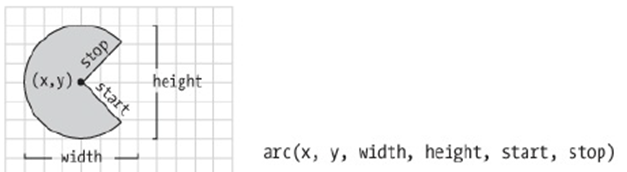 stop
(x,y)
start
height
width
arc(x, y, width, height, start, stop)